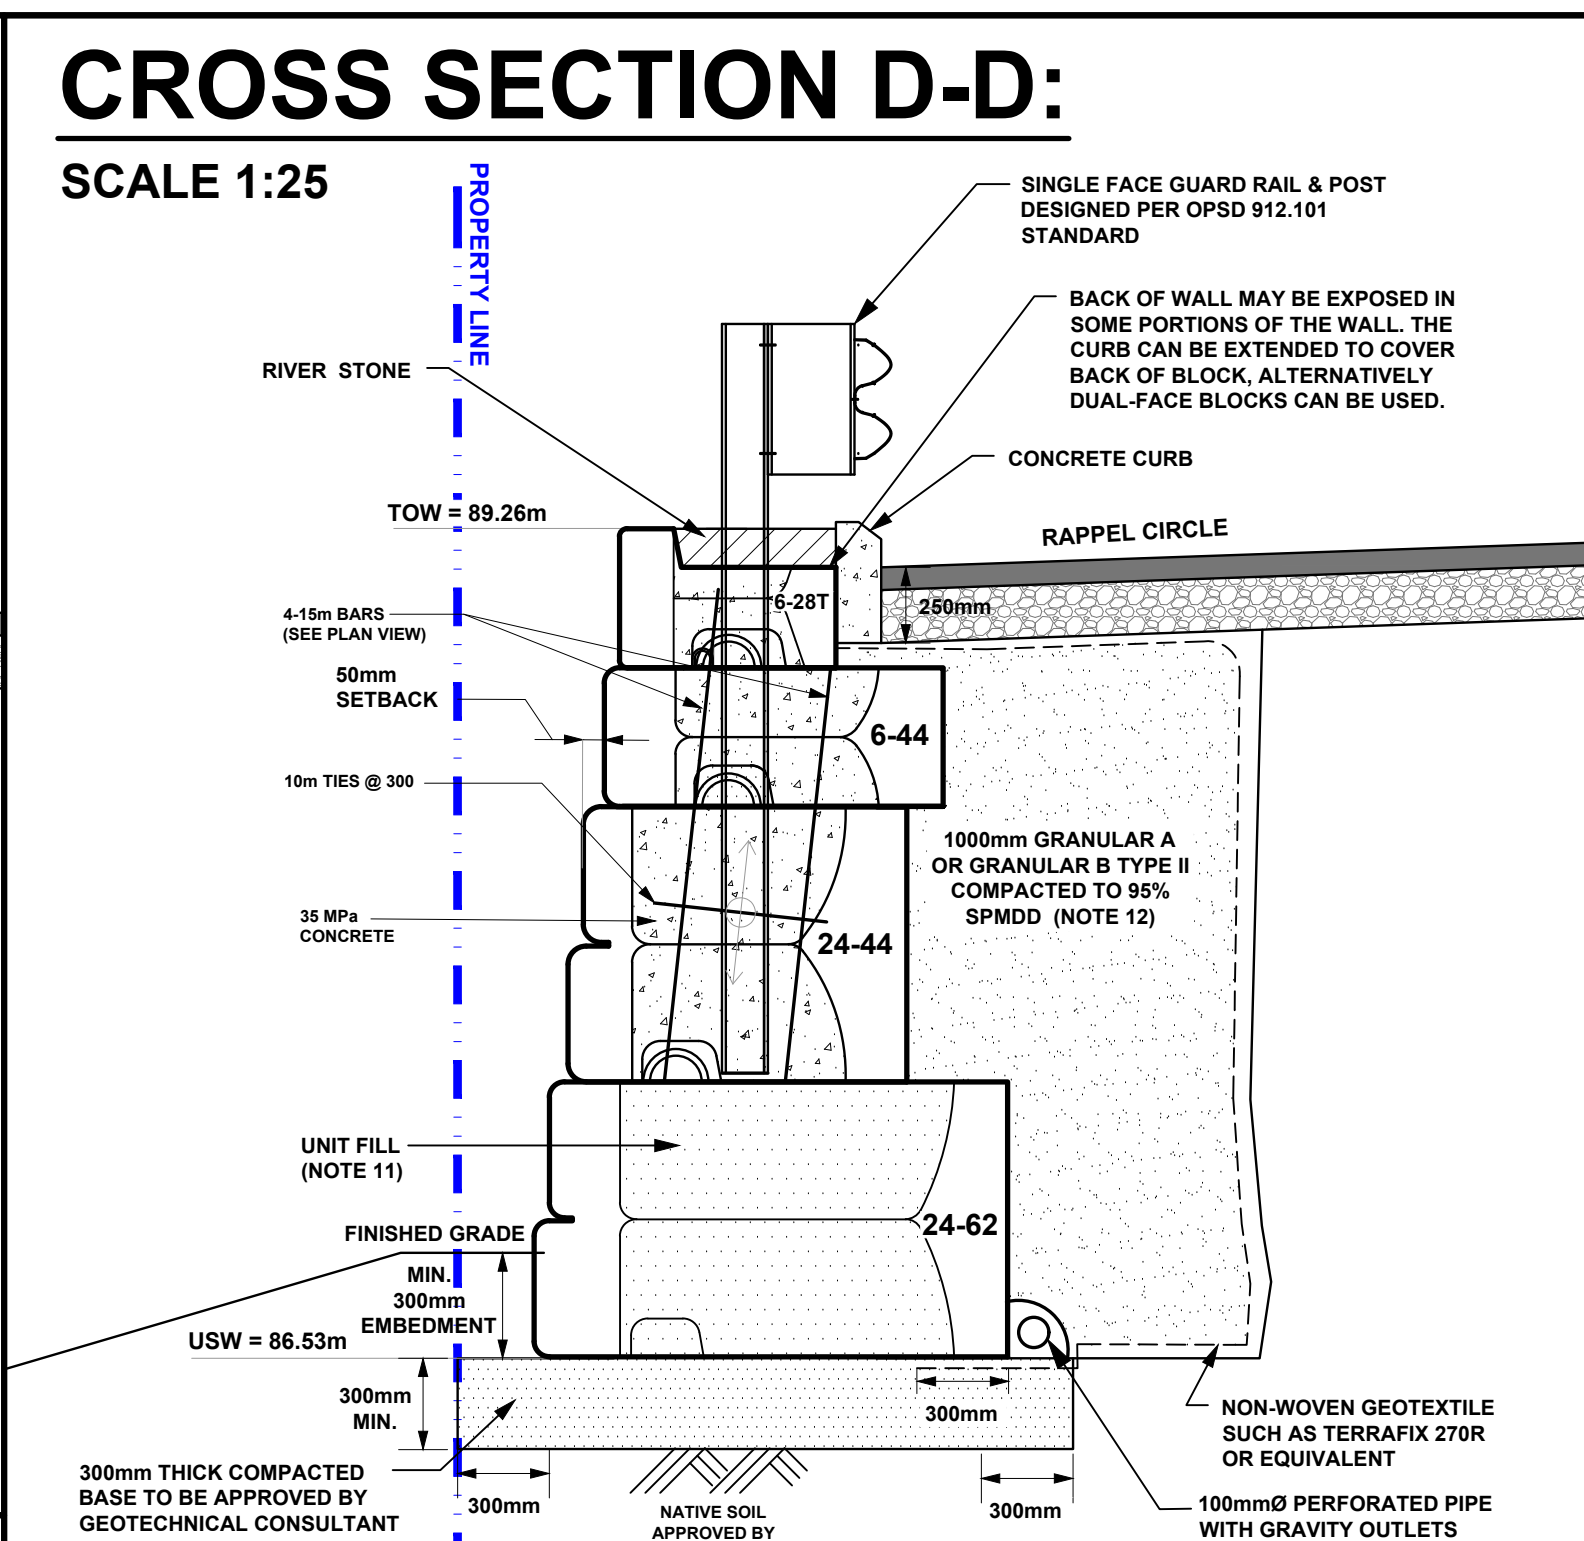 CROSS SECTION D-D:
SCALE 1:25
PROPERTY LINE
SINGLE FACE GUARD RAIL & POST
DESIGNED PER OPSD 912.101
STANDARD
BACK OF WALL MAY BE EXPOSED IN
SOME PORTIONS OF THE WALL. THE
CURB CAN BE EXTENDED TO COVER
BACK OF BLOCK, ALTERNATIVELY
DUAL-FACE BLOCKS CAN BE USED.
RIVER STONE
CONCRETE CURB
TOW = 89.26m
RAPPEL CIRCLE
6-28T
250mm
4-15m BARS
(SEE PLAN VIEW)
50mm
SETBACK
6-44
10m TIES @ 300
1000mm GRANULAR A
OR GRANULAR B TYPE II
COMPACTED TO 95%
SPMDD (NOTE 12)
35 MPa
CONCRETE
24-44
UNIT FILL
(NOTE 11)
24-62
FINISHED GRADE
MIN.
300mm
EMBEDMENT
USW = 86.53m
300mm
MIN.
300mm
NON-WOVEN GEOTEXTILE
SUCH AS TERRAFIX 270R
OR EQUIVALENT
300mm THICK COMPACTED
BASE TO BE APPROVED BY
GEOTECHNICAL CONSULTANT
300mm
NATIVE SOIL
APPROVED BY
300mm
100mmØ PERFORATED PIPE
WITH GRAVITY OUTLETS